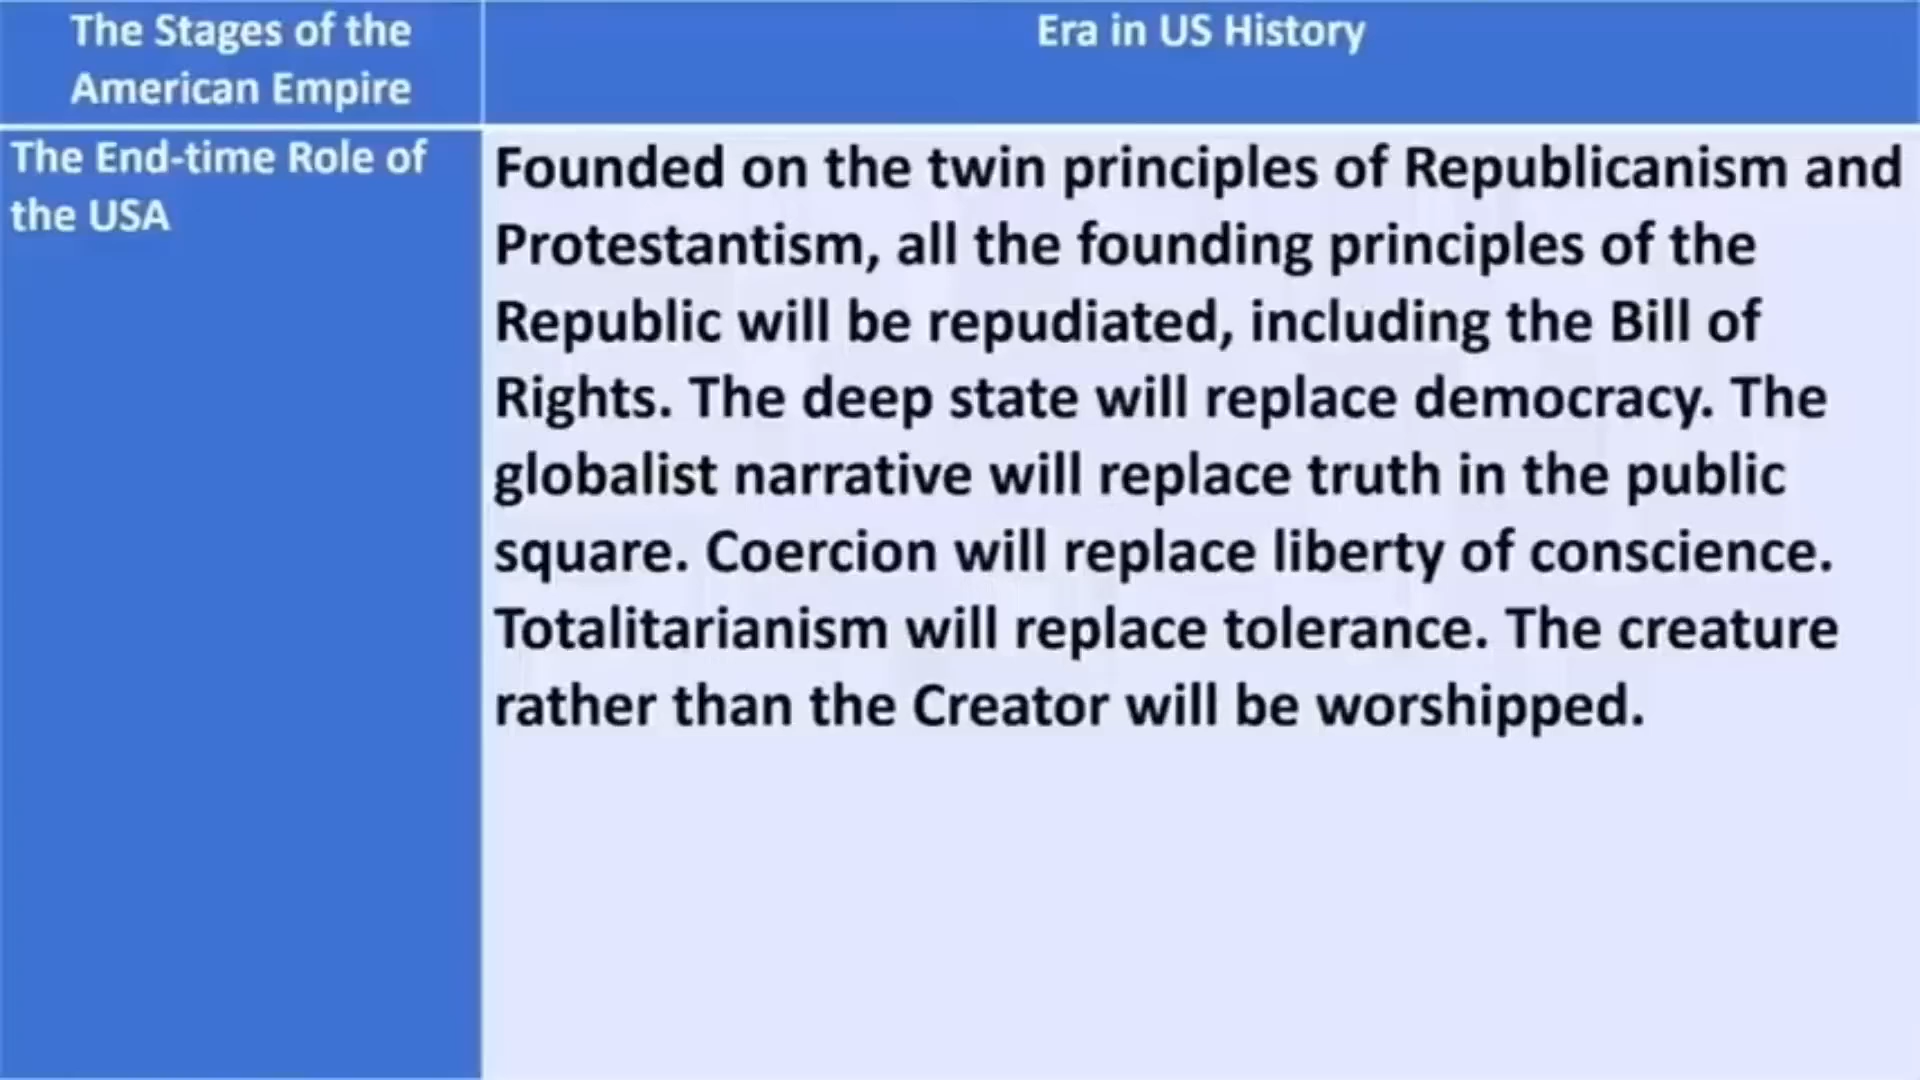 The Stages of the
American Empire
Era in US History
The End-time Role of
the USA
Founded on the twin principles of Republicanism and
Protestantism, all the founding principles of the
Republic will be repudiated, including the Bill of
Rights. The deep state will replace democracy. The
globalist narrative will replace truth in the public
square. Coercion will replace liberty of conscience.
Totalitarianism will replace tolerance. The creature
rather than the Creator will be worshipped.